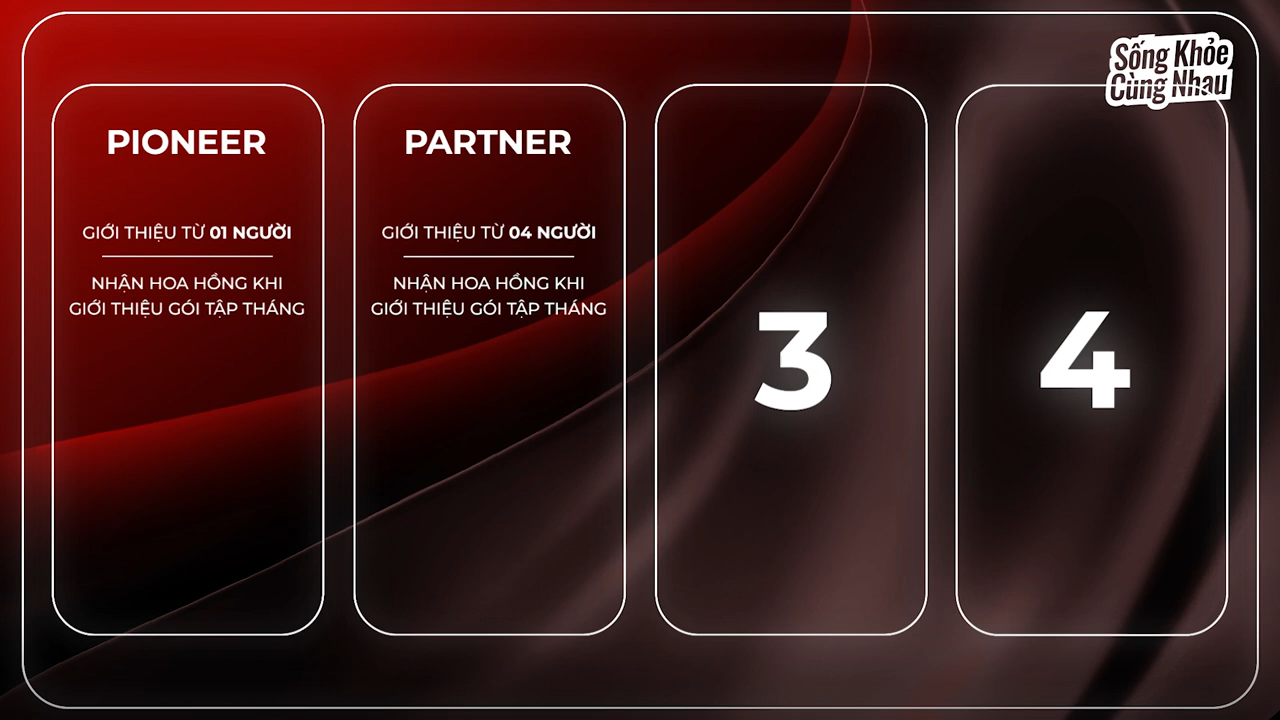 Sống Khỏe
Cùng Nhau
PIONEER
GIỚI THIỆU TỪ 01 NGƯỜI
NHẬN HOA HỒNG KHI
GIỚI THIỆU GÓI TẬP THÁNG
PARTNER
GIỚI THIỆU TỪ 04 NGƯỜI
NHẬN HOA HỒNG KHI
GIỚI THIỆU GÓI TẬP THÁNG
3
4